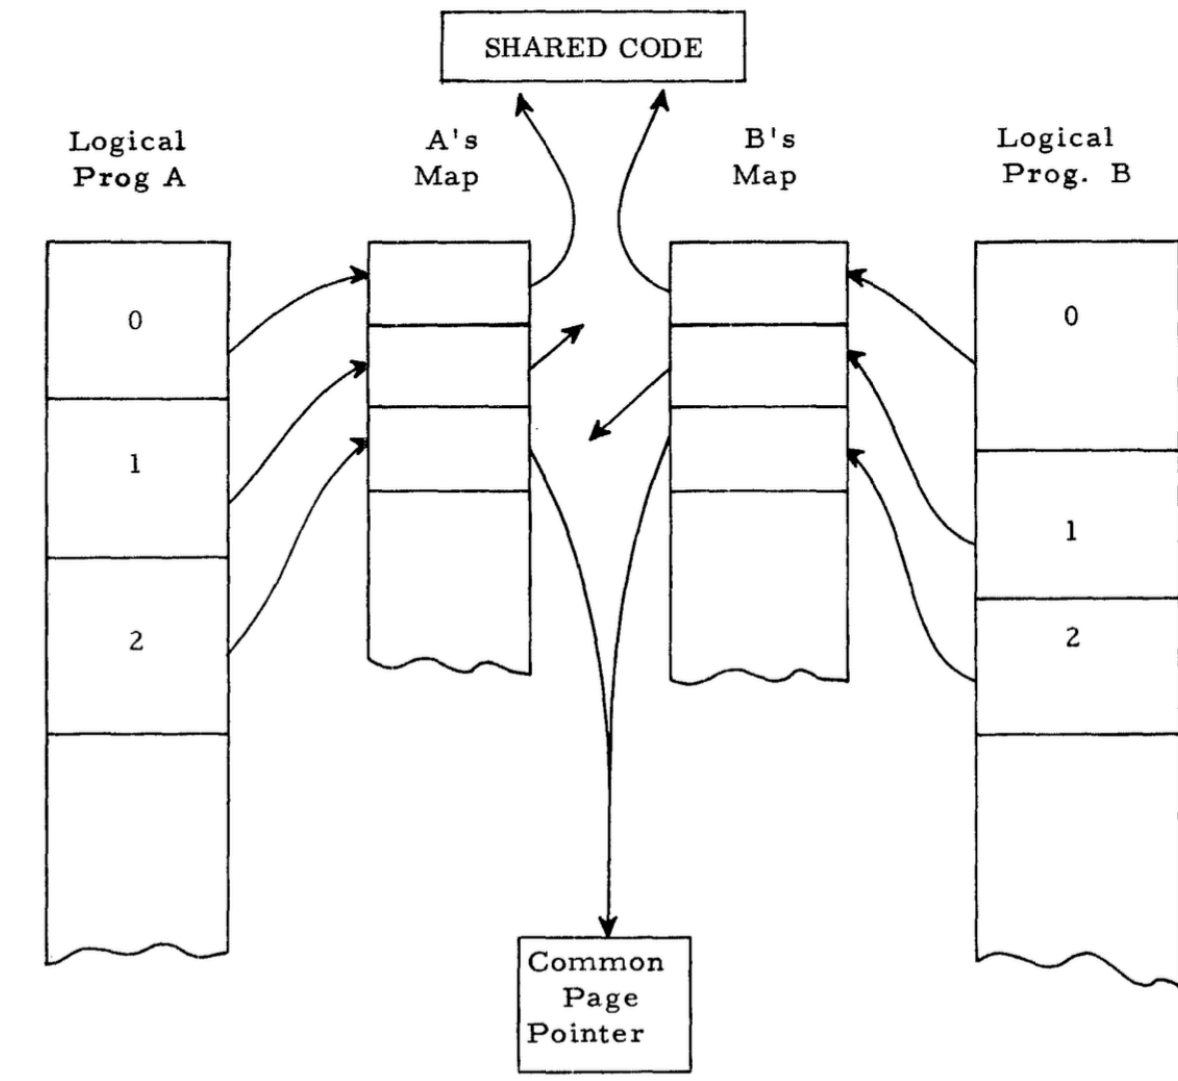 SHARED CODE
Logical
Prog A
A's
Map
B's
Map
Logical
Prog. B
0
1
2
0
1
2
Common
Page
Pointer